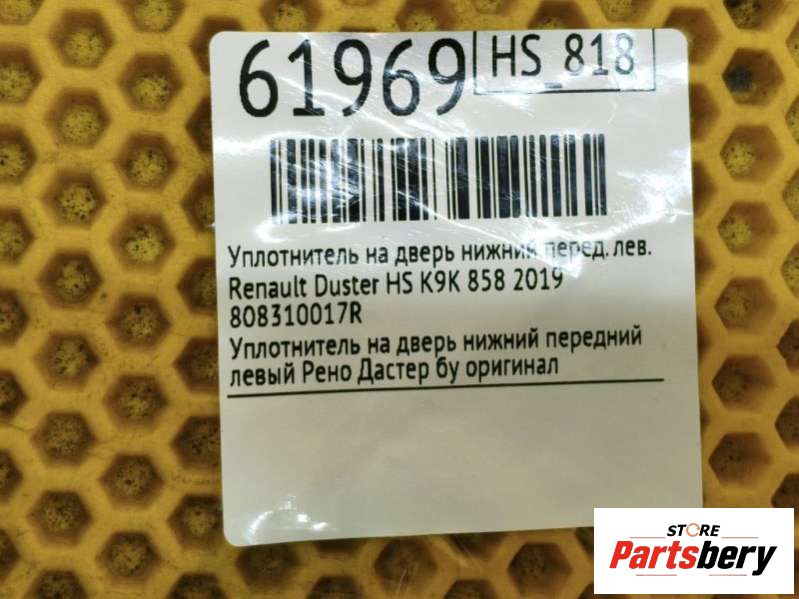 61969
HS_818
Уплотнитель на дверь нижний перед. лев.
Renault Duster HS K9K 858 2019
808310017R
Уплотнитель на дверь нижний передний
левый Рено Дастер бу оригинал
STORE
Partsbery